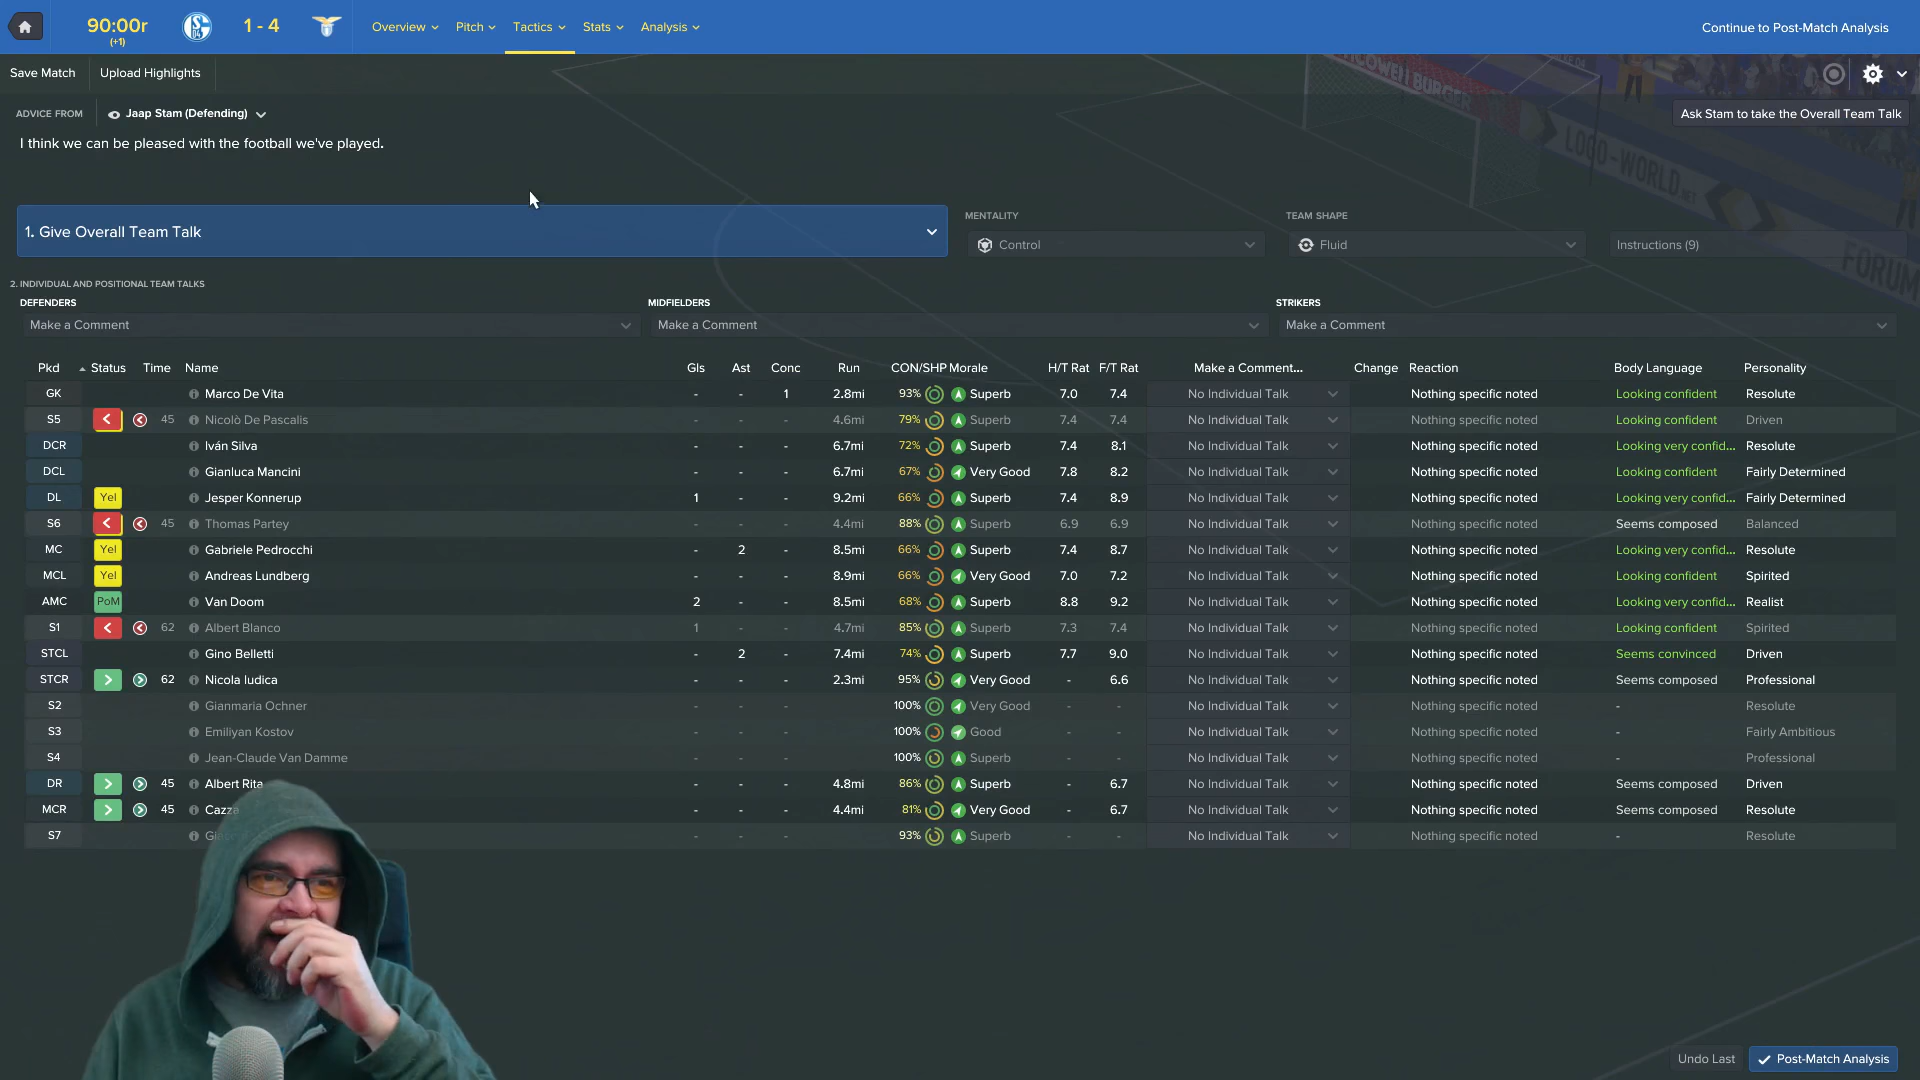 90:00r
(+1)
1 - 4
Overview Pitch Tactics Stats Analysis
Continue to Post-Match Analysis
Save Match Upload Highlights
ADVICE FROM Jaap Stam (Defending)
Ask Stam to take the Overall Team Talk
I think we can be pleased with the football we've played.
1. Give Overall Team Talk
MENTALITY TEAM SHAPE
Control Fluid Instructions (9)
2. INDIVIDUAL AND POSITIONAL TEAM TALKS
DEFENDERS MIDFIELDERS STRIKERS
Make a Comment Make a Comment Make a Comment
Pkd Status Time Name Gls Ast Conc Run CON/SHP Morale H/T Rat F/T Rat Make a Comment... Change Reaction Body Language Personality
GK Marco De Vita - - 1 2.8mi 93% Superb 7.0 7.4 No Individual Talk Nothing specific noted Looking confident Resolute
S5 45 Nicolò De Pascalis - - - 4.6mi 79% Superb 7.4 7.4 No Individual Talk Nothing specific noted Looking confident Driven
DCR Iván Silva - - - 6.7mi 72% Superb 7.4 8.1 No Individual Talk Nothing specific noted Looking very confid... Resolute
DCL Gianluca Mancini - - - 6.7mi 67% Very Good 7.8 8.2 No Individual Talk Nothing specific noted Looking confident Fairly Determined
DL Yel Jesper Konnerup 1 - - 9.2mi 66% Superb 7.4 8.9 No Individual Talk Nothing specific noted Looking very confid... Fairly Determined
S6 45 Thomas Partey - - - 4.4mi 88% Superb 6.9 6.9 No Individual Talk Nothing specific noted Seems composed Balanced
MC Yel Gabriele Pedrocchi - 2 - 8.5mi 66% Superb 7.4 8.7 No Individual Talk Nothing specific noted Looking very confid... Resolute
MCL Yel Andreas Lundberg - - - 8.9mi 66% Very Good 7.0 7.2 No Individual Talk Nothing specific noted Looking confident Spirited
AMC PoM Van Doom 2 - - 8.5mi 68% Superb 8.8 9.2 No Individual Talk Nothing specific noted Looking very confid... Realist
S1 62 Albert Blanco 1 - - 4.7mi 85% Superb 7.3 7.4 No Individual Talk Nothing specific noted Looking confident Spirited
STCL Gino Belletti - 2 - 7.4mi 74% Superb 7.7 9.0 No Individual Talk Nothing specific noted Seems convinced Driven
STCR 62 Nicola Iudica - - - 2.3mi 95% Very Good - 6.6 No Individual Talk Nothing specific noted Seems composed Professional
S2 Gianmaria Ochner - - - 100% Very Good - - No Individual Talk Nothing specific noted - Resolute
S3 Emiliyan Kostov - - - 100% Good - - No Individual Talk Nothing specific noted - Fairly Ambitious
S4 Jean-Claude Van Damme - - - 100% Superb - - No Individual Talk Nothing specific noted - Professional
DR 45 Albert Rita - - - 4.8mi 86% Superb - 6.7 No Individual Talk Nothing specific noted Seems composed Driven
MCR 45 Cazza - - - 4.4mi 81% Very Good - 6.7 No Individual Talk Nothing specific noted Seems composed Resolute
S7 - - - 93% Superb - - No Individual Talk Nothing specific noted - Resolute
Undo Last Post-Match Analysis
LOGO-WORLD.NET
FORUM
BURGER